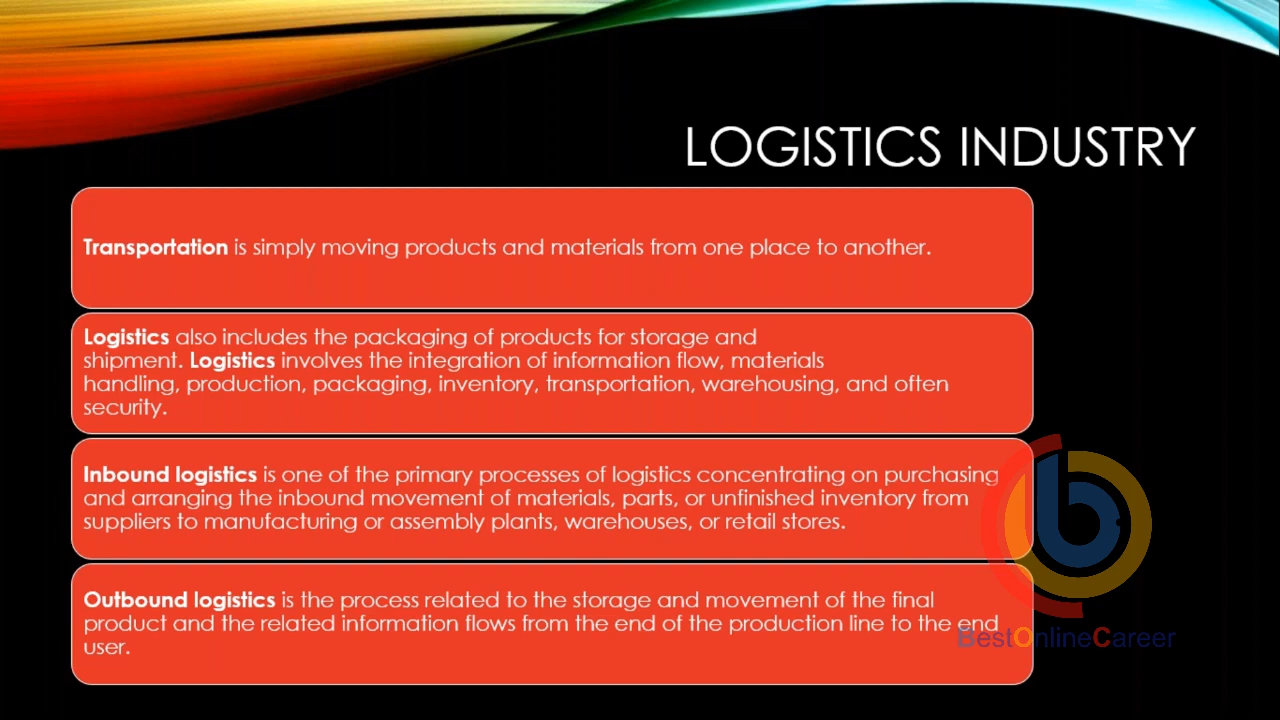 LOGISTICS INDUSTRY
Transportation is simply moving products and materials from one place to another.
Logistics also includes the packaging of products for storage and
shipment. Logistics involves the integration of information flow, materials
handling, production, packaging, inventory, transportation, warehousing, and often
security.
Inbound logistics is one of the primary processes of logistics concentrating on purchasing
and arranging the inbound movement of materials, parts, or unfinished inventory from
suppliers to manufacturing or assembly plants, warehouses, or retail stores.
Outbound logistics is the process related to the storage and movement of the final
product and the related information flows from the end of the production line to the end
user.
BestOnlineCareer